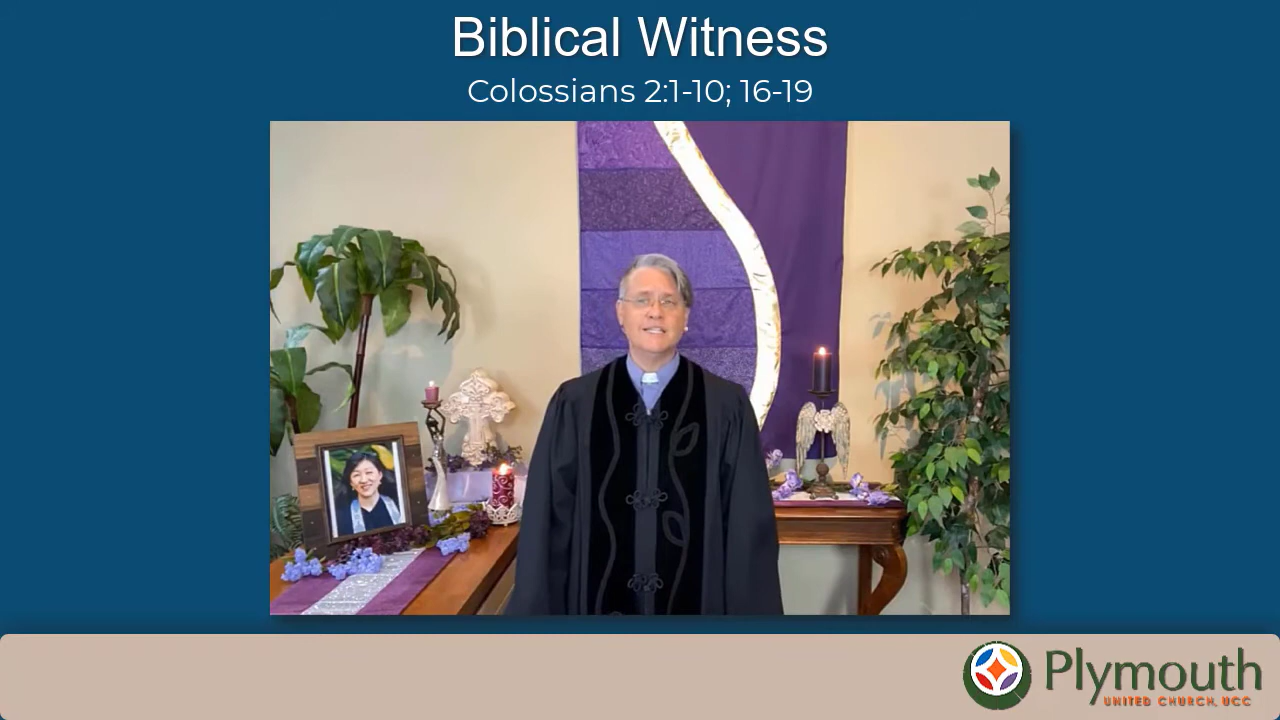 Biblical Witness
Colossians 2:1-10; 16-19
Plymouth
UNITED CHURCH, UCC